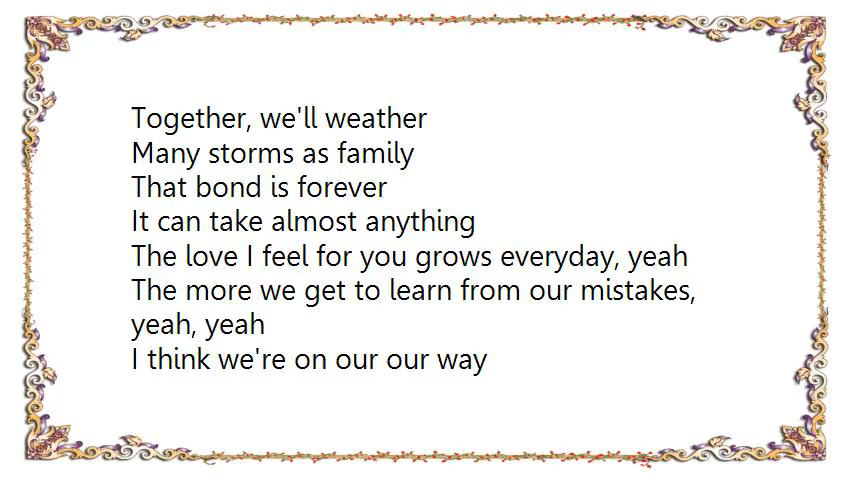 Together, we'll weather
Many storms as family
That bond is forever
It can take almost anything
The love I feel for you grows everyday, yeah
The more we get to learn from our mistakes,
yeah, yeah
I think we're on our our way